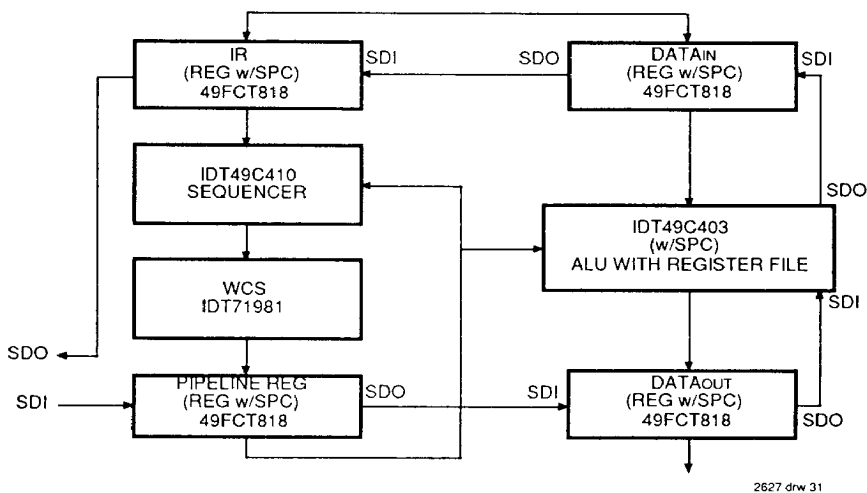 IR
(REG w/SPC)
49FCT818
SDI
SDO
DATAIN
(REG w/SPC)
49FCT818
SDI
IDT49C410
SEQUENCER
SDO
IDT49C403
(w/SPC)
ALU WITH REGISTER FILE
WCS
IDT71981
SDI
SDO
SDI
PIPELINE REG
(REG w/SPC)
49FCT818
SDO
SDI
DATAOUT
(REG w/SPC)
49FCT818
SDO
2627 drw 31